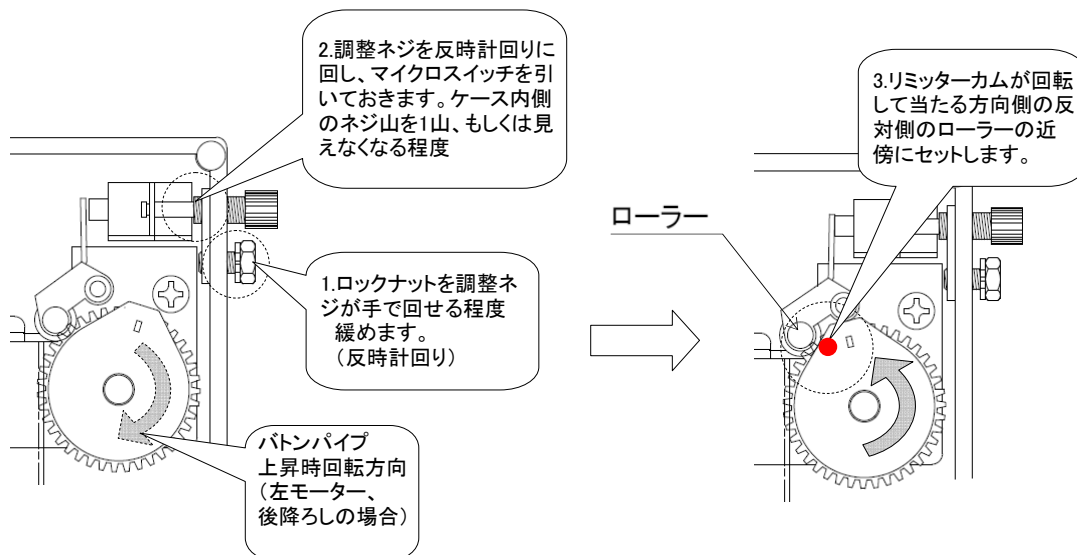 2.調整ネジを反時計回りに
回し、マイクロスイッチを引
いておきます。ケース内側
のネジ山を1山、もしくは見
えなくなる程度
1.ロックナットを調整ネ
ジが手で回せる程度
緩めます。
（反時計回り）
バトンパイプ
上昇時回転方向
（左モーター、
後降ろしの場合）
3.リミッターカムが回転
して当たる方向側の反
対側のローラーの近
傍にセットします。
ローラー